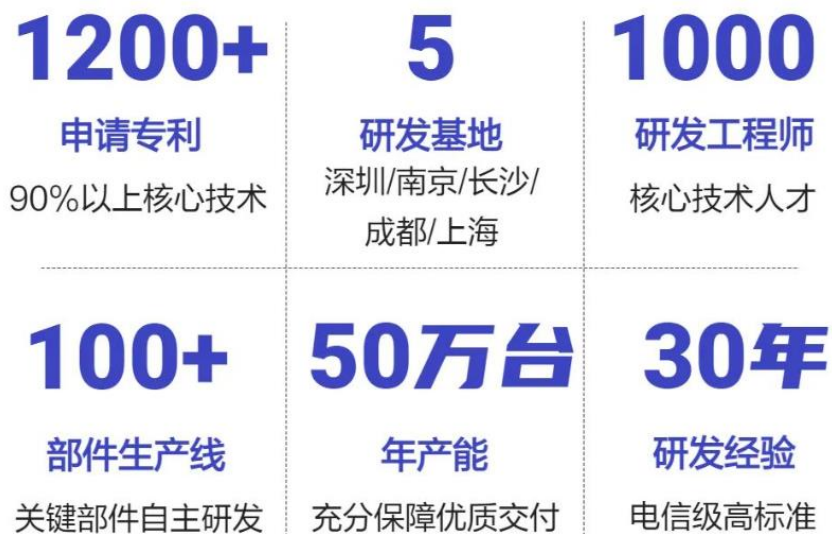 1200+
申请专利
90%以上核心技术
5
研发基地
深圳/南京/长沙/
成都/上海
1000
研发工程师
核心技术人才
100+
部件生产线
关键部件自主研发
50万台
年产能
充分保障优质交付
30年
研发经验
电信级高标准